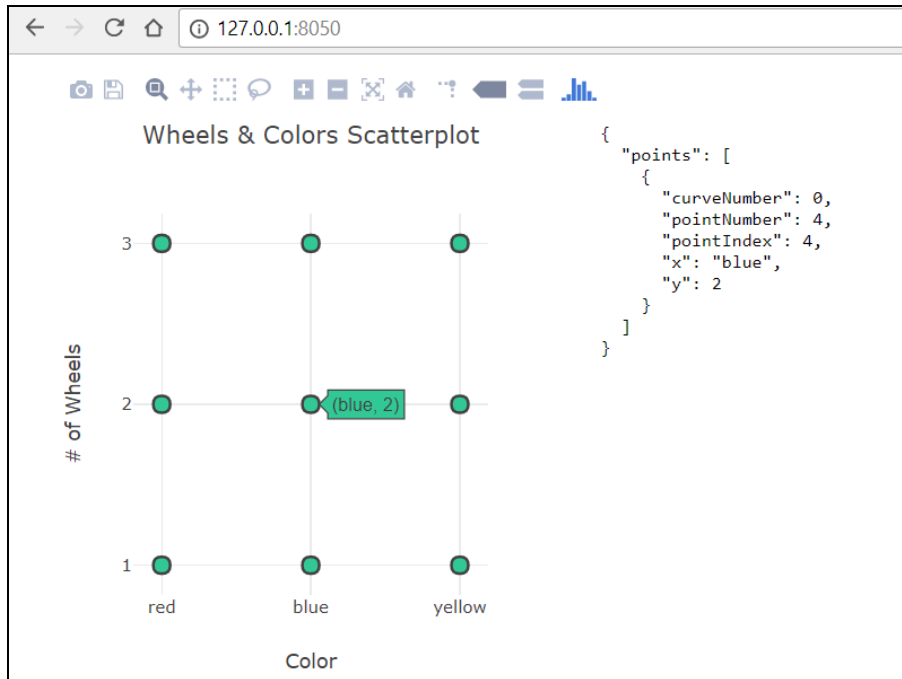 127.0.0.1:8050
Wheels & Colors Scatterplot
3
2
1
# of Wheels
(blue, 2)
red blue yellow
Color
{
  "points": [
    {
      "curveNumber": 0,
      "pointNumber": 4,
      "pointIndex": 4,
      "x": "blue",
      "y": 2
    }
  ]
}